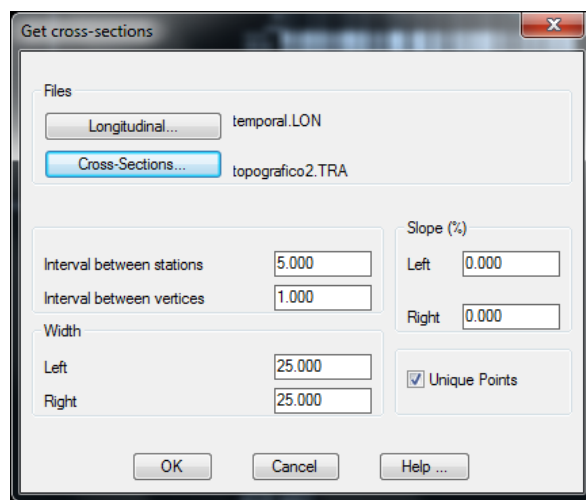 Get cross-sections
Files
Longitudinal... temporal.LON
Cross-Sections... topografico2.TRA
Interval between stations 5.000
Interval between vertices 1.000
Slope (%)
Left 0.000
Right 0.000
Width
Left 25.000
Right 25.000
Unique Points
OK Cancel Help ...